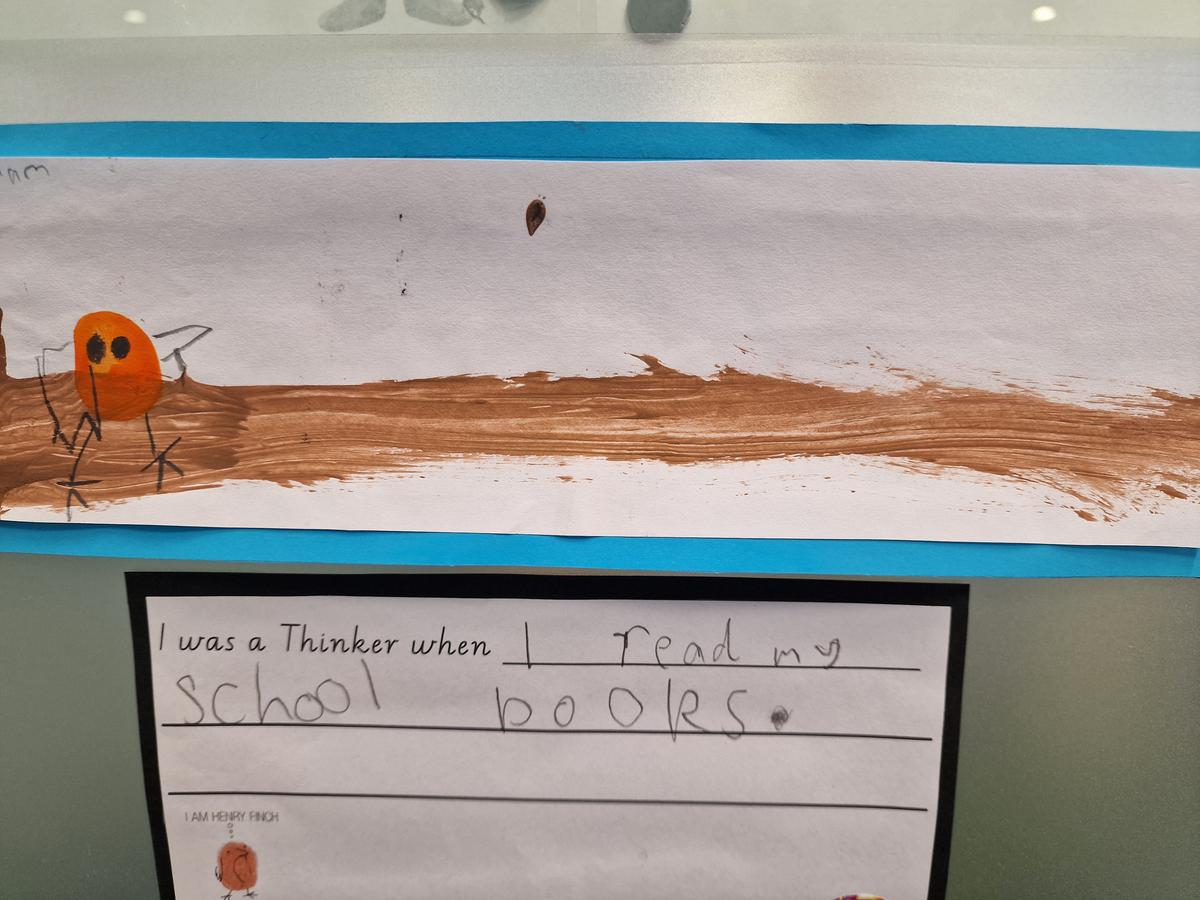 I was a Thinker when I read my
school books.
I AM HENRY FINCH